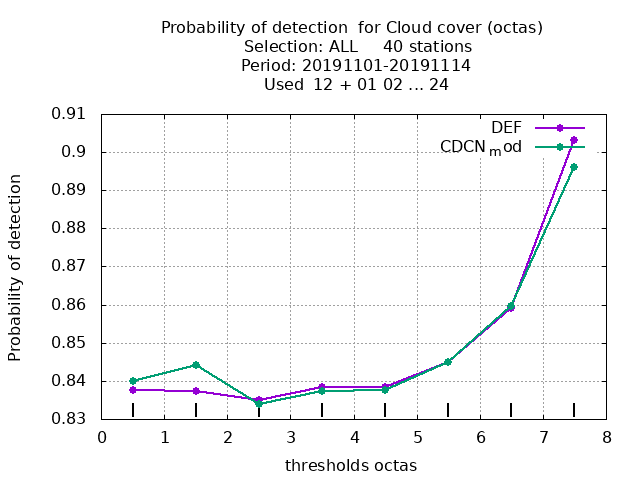 Probability of detection  for Cloud cover (octas)
Selection: ALL     40 stations
Period: 20191101-20191114
Used  12 + 01 02 ... 24
DEF
CDCNmod
0.91
0.9
0.89
0.88
0.87
0.86
0.85
0.84
0.83
Probability of detection
0 1 2 3 4 5 6 7 8
thresholds octas